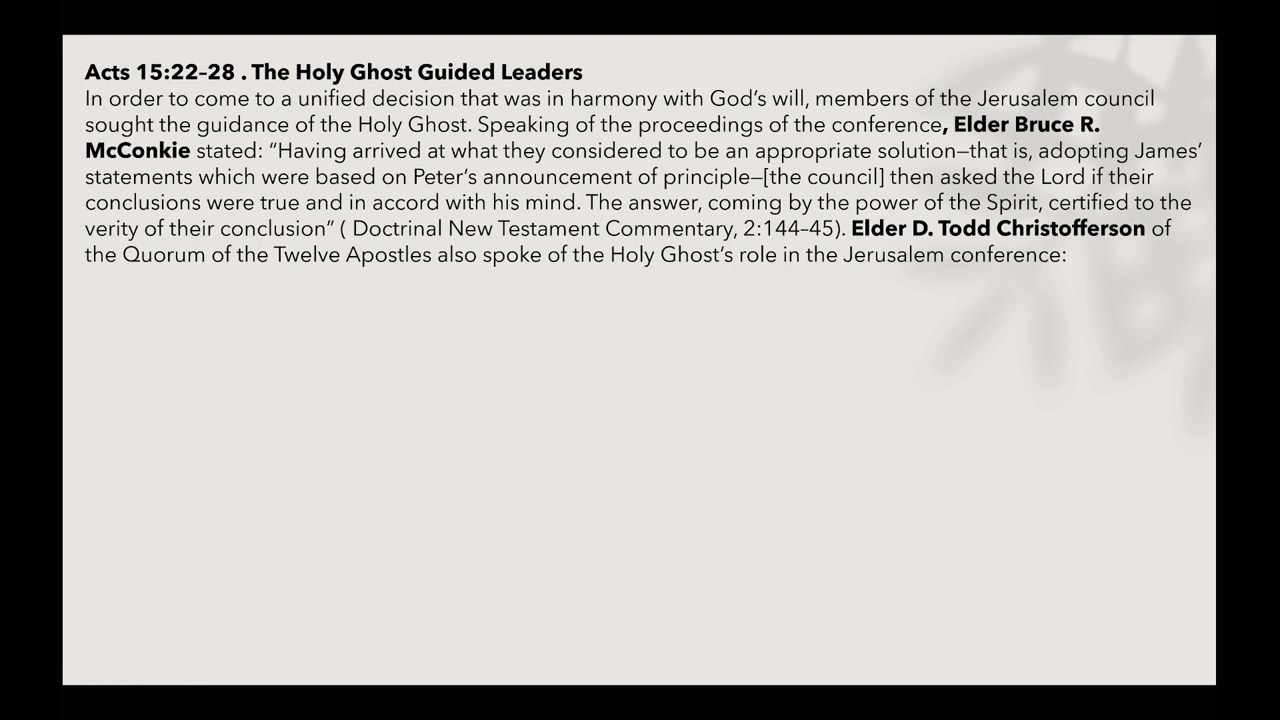 Acts 15:22–28 . The Holy Ghost Guided Leaders
In order to come to a unified decision that was in harmony with God’s will, members of the Jerusalem council
sought the guidance of the Holy Ghost. Speaking of the proceedings of the conference, Elder Bruce R.
McConkie stated: “Having arrived at what they considered to be an appropriate solution—that is, adopting James’
statements which were based on Peter’s announcement of principle—[the council] then asked the Lord if their
conclusions were true and in accord with his mind. The answer, coming by the power of the Spirit, certified to the
verity of their conclusion” ( Doctrinal New Testament Commentary, 2:144–45). Elder D. Todd Christofferson of
the Quorum of the Twelve Apostles also spoke of the Holy Ghost’s role in the Jerusalem conference: